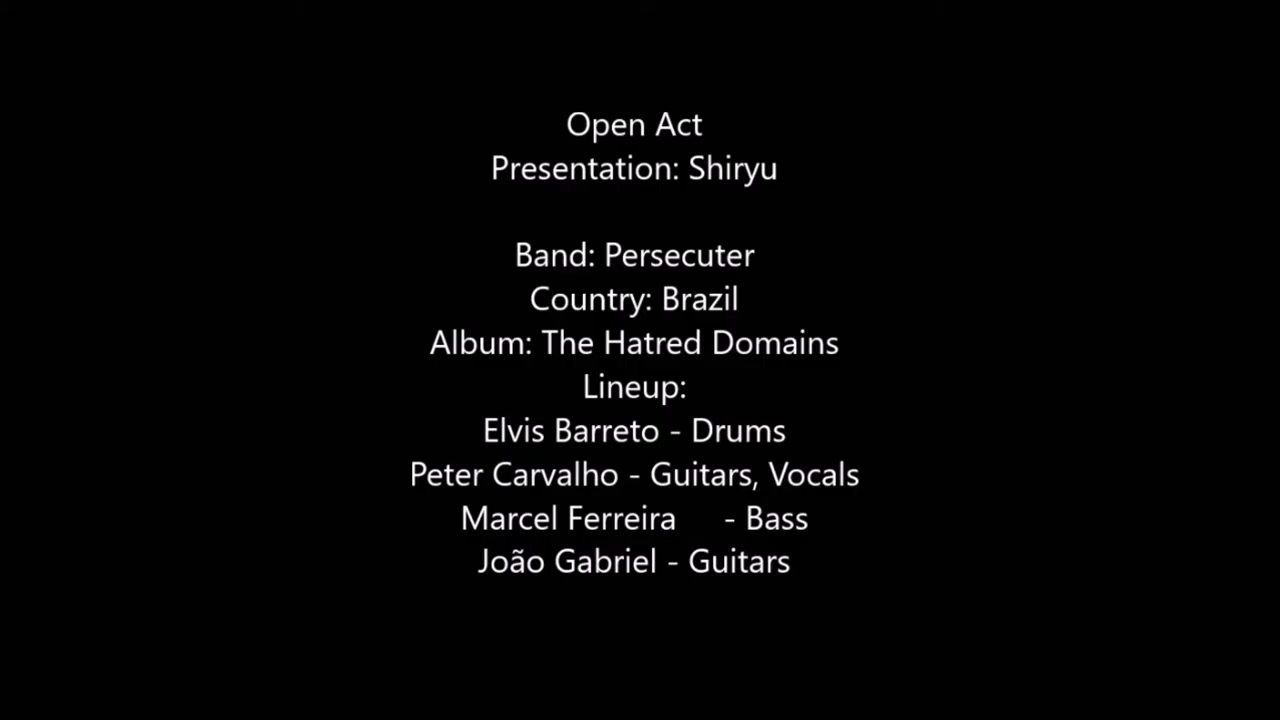 Open Act
Presentation: Shiryu
Band: Persecuter
Country: Brazil
Album: The Hatred Domains
Lineup:
Elvis Barreto - Drums
Peter Carvalho - Guitars, Vocals
Marcel Ferreira - Bass
João Gabriel - Guitars